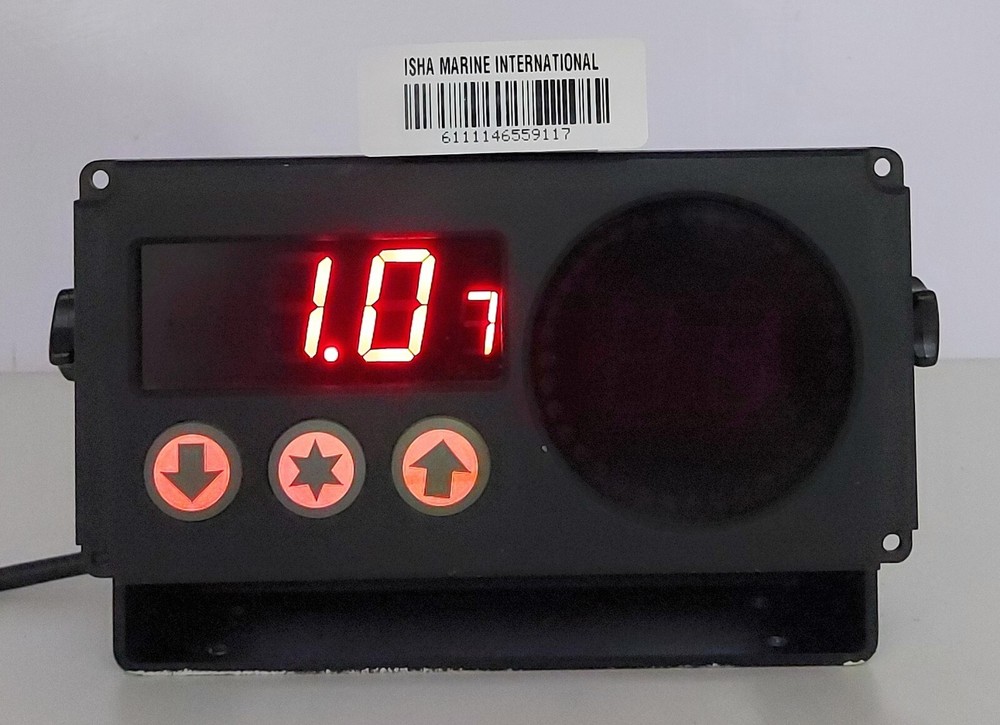 ISHA MARINE INTERNATIONAL
6111146559117
1.07